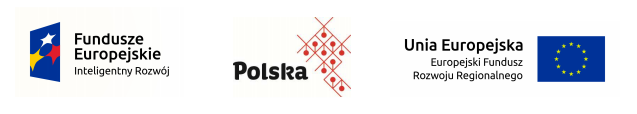 Fundusze
Europejskie
Inteligentny Rozwój
Polska
Unia Europejska
Europejski Fundusz
Rozwoju Regionalnego